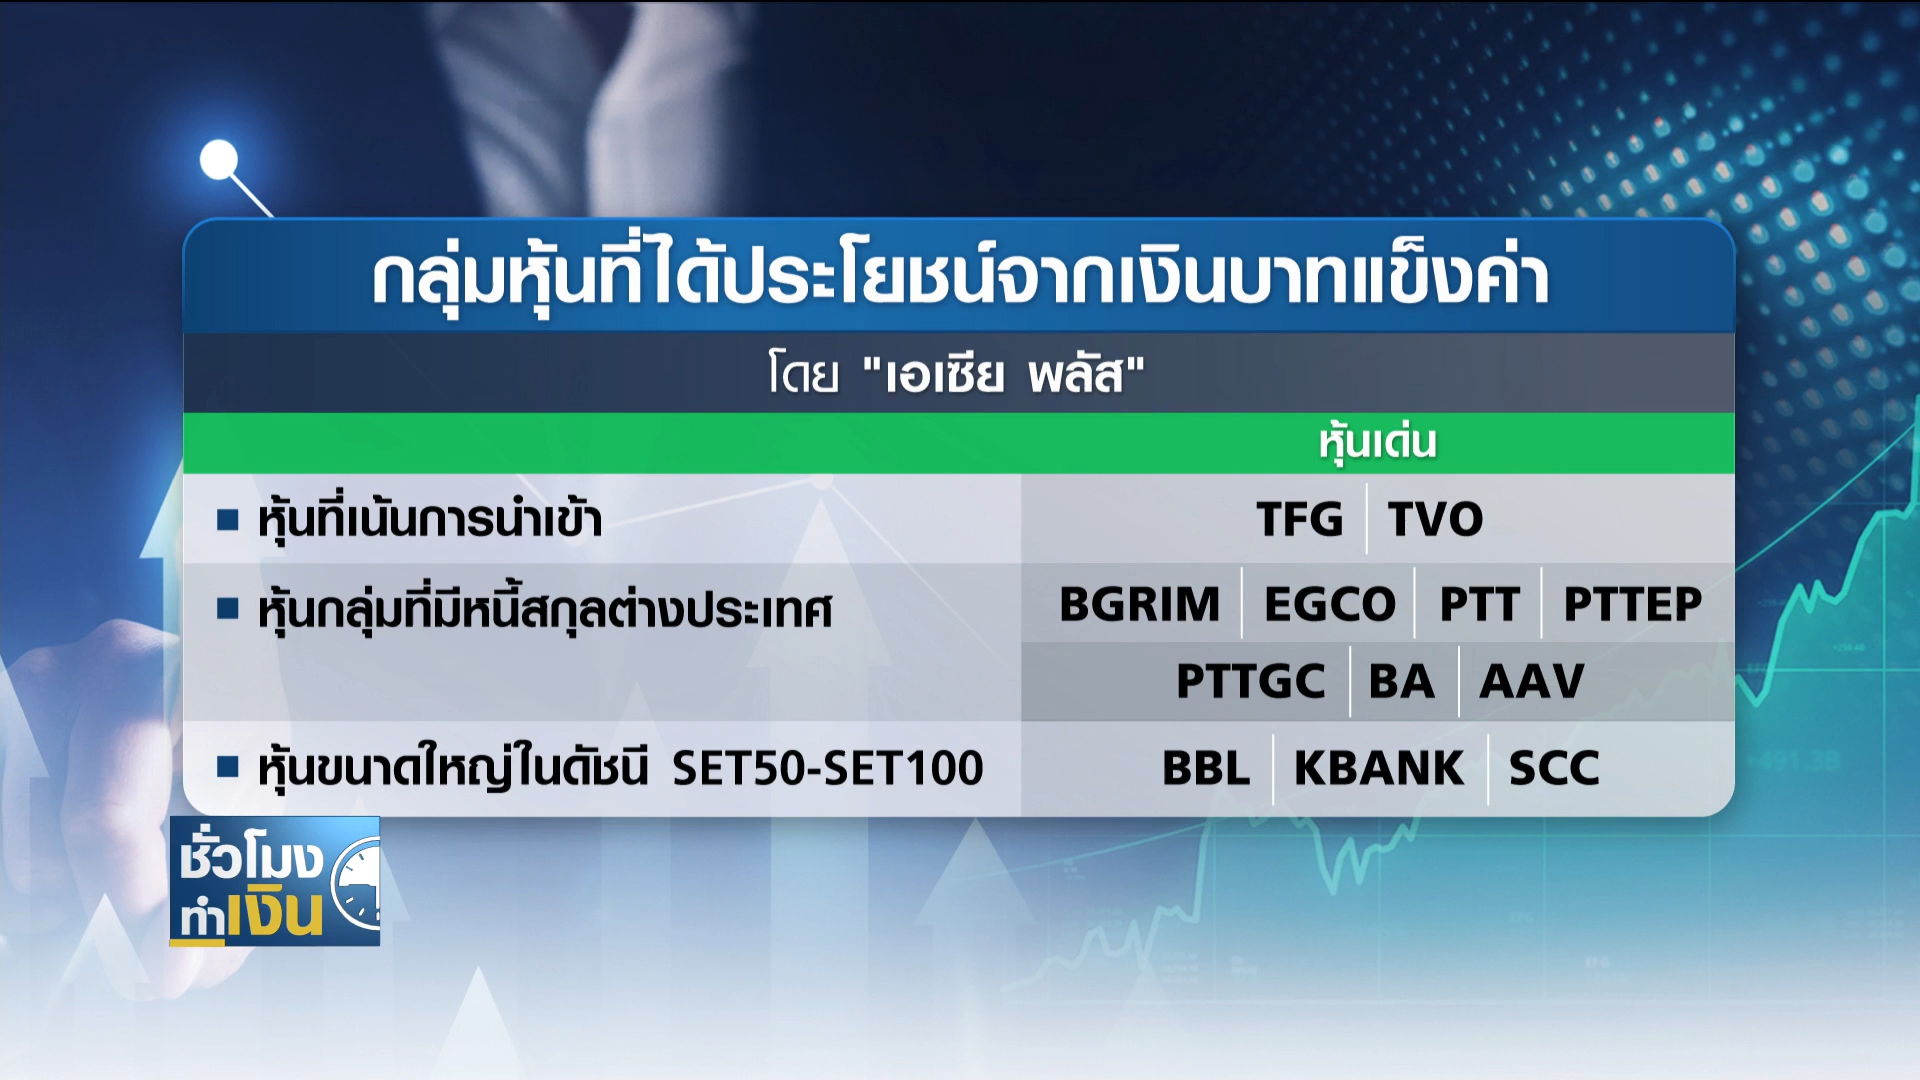 กลุ่มหุ้นที่ได้ประโยชน์จากเงินบาทแข็งค่า
โดย "เอเซีย พลัส"
หุ้นเด่น
หุ้นที่เน้นการนำเข้า
TFG TVO
หุ้นกลุ่มที่มีหนี้สกุลต่างประเทศ
BGRIM EGCO PTT PTTEP
PTTGC BA AAV
หุ้นขนาดใหญ่ในดัชนี SET50-SET100
BBL KBANK SCC
ชั่วโมง
ทำเงิน